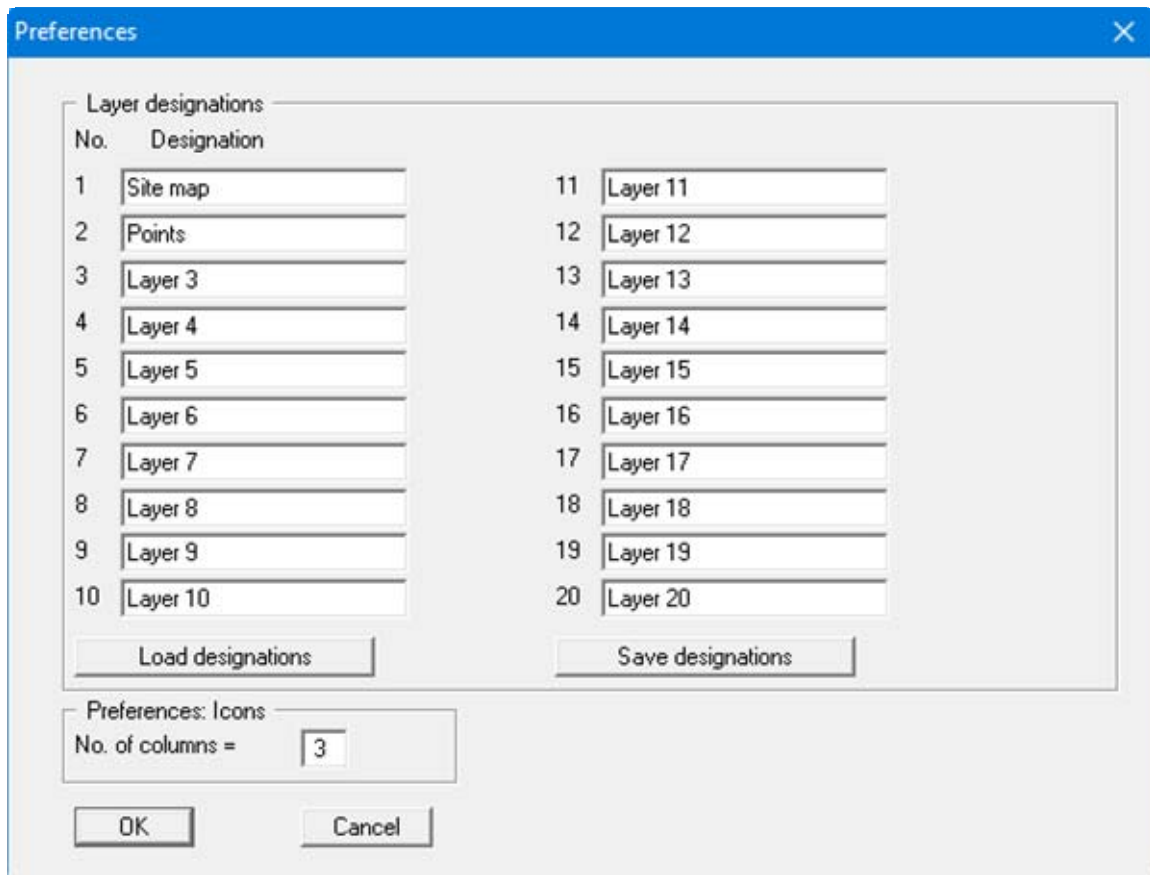 Preferences
Layer designations
No. Designation
1 Site map
2 Points
3 Layer 3
4 Layer 4
5 Layer 5
6 Layer 6
7 Layer 7
8 Layer 8
9 Layer 9
10 Layer 10
11 Layer 11
12 Layer 12
13 Layer 13
14 Layer 14
15 Layer 15
16 Layer 16
17 Layer 17
18 Layer 18
19 Layer 19
20 Layer 20
Load designations
Save designations
Preferences: Icons
No. of columns = 3
OK
Cancel